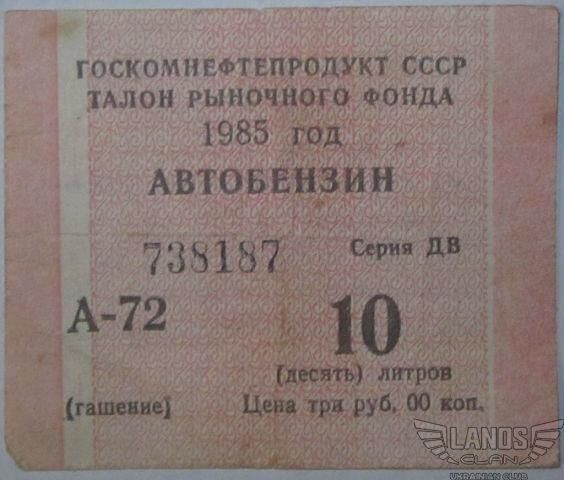 ГОСКОМНЕФТЕПРОДУКТ СССР
ТАЛОН РЫНОЧНОГО ФОНДА
1985 ГОД
АВТОБЕНЗИН
738187 Серия ДВ
А-72 10
(десять) литров
(гашение) Цена три руб. 00 коп.
LANOS
CLAN
UKRAINIAN CLUB